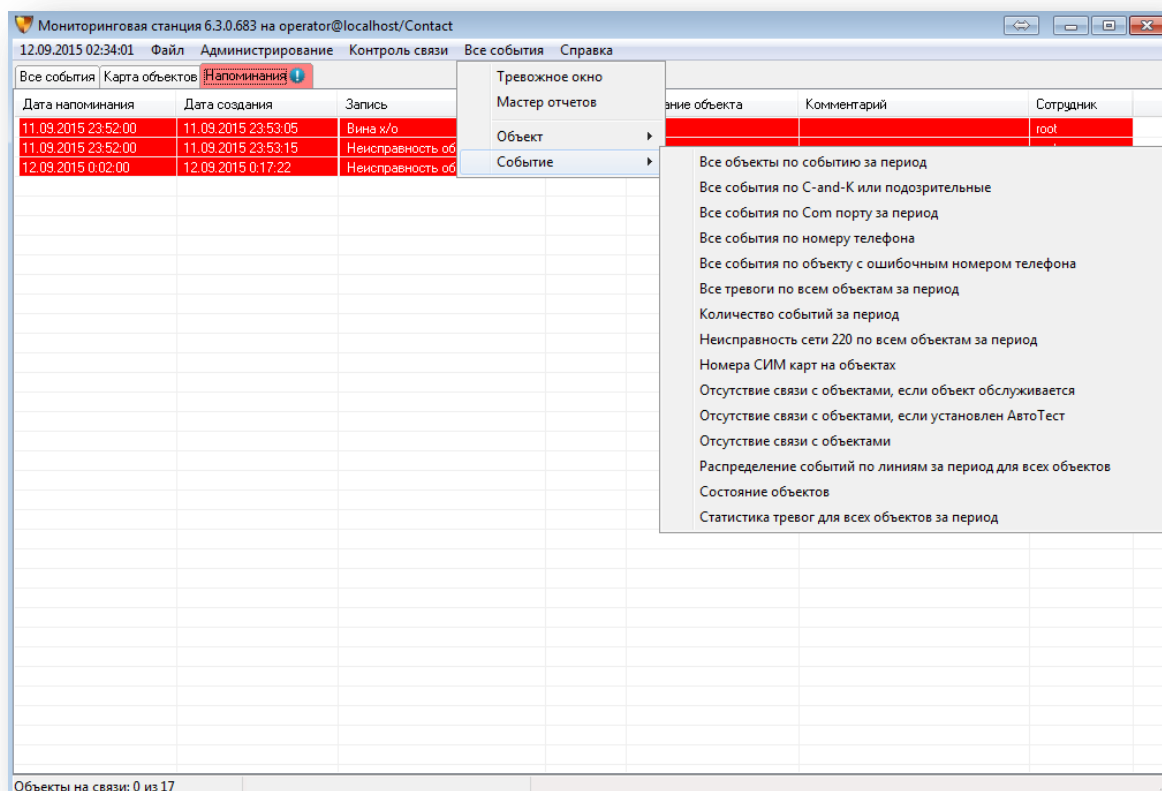 Мониторинговая станция 6.3.0.683 на operator@localhost/Contact
12.09.2015 02:34:01 Файл Администрирование Контроль связи Все события Справка
Все события Карта объектов Напоминания
Тревожное окно
Мастер отчетов
Объект
Событие
Дата напоминания Дата создания Запись ание объекта Комментарий Сотрудник
11.09.2015 23:52:00 11.09.2015 23:53:05 Вина х/о root
11.09.2015 23:52:00 11.09.2015 23:53:15 Неисправность об
12.09.2015 0:02:00 12.09.2015 0:17:22 Неисправность об
Все объекты по событию за период
Все события по C-and-K или подозрительные
Все события по Com порту за период
Все события по номеру телефона
Все события по объекту с ошибочным номером телефона
Все тревоги по всем объектам за период
Количество событий за период
Неисправность сети 220 по всем объектам за период
Номера СИМ карт на объектах
Отсутствие связи с объектами, если объект обслуживается
Отсутствие связи с объектами, если установлен АвтоТест
Отсутствие связи с объектами
Распределение событий по линиям за период для всех объектов
Состояние объектов
Статистика тревог для всех объектов за период
Объекты на связи: 0 из 17